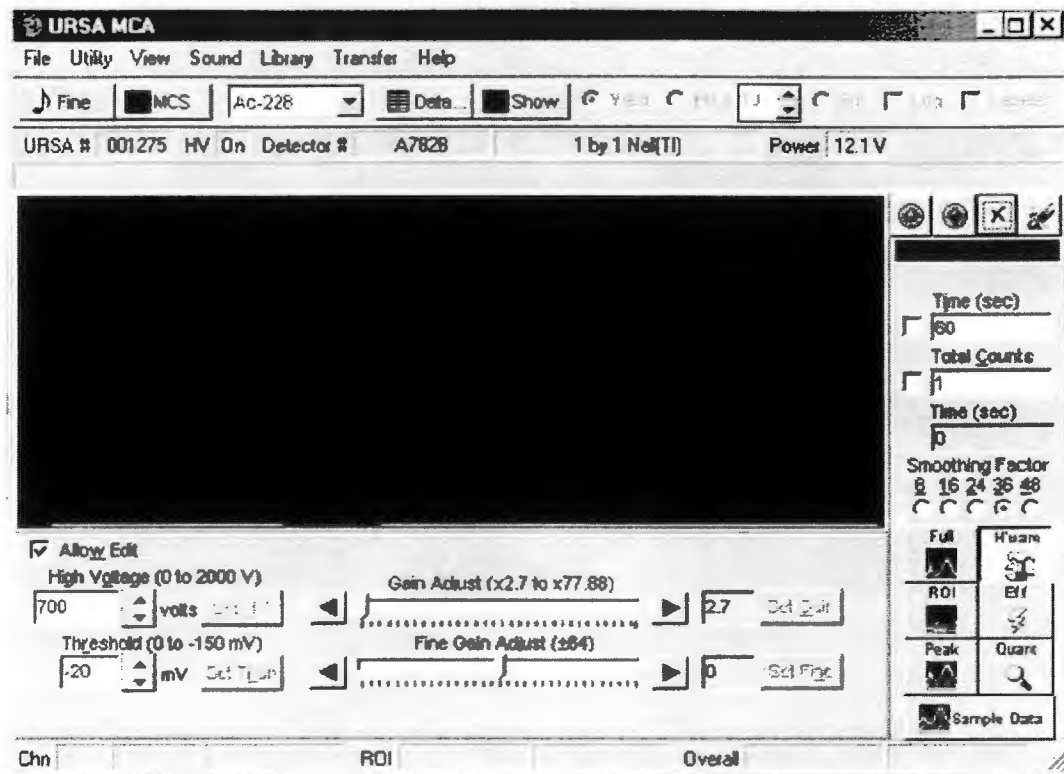 URSA MCA
File Utility View Sound Library Transfer Help
Fine MCS Ac-228 Data... Show
URSA # 001275 HV On Detector # A7828 1 by 1 NaI(Tl) Power 12.1 V
Time (sec)
60
Total Counts
1
Time (sec)
0
Smoothing Factor
8 16 24 36 48
Full H'ware
ROI Eff
Peak Quant
Sample Data
Allow Edit
High Voltage (0 to 2000 V)
700 volts
Threshold (0 to -150 mV)
-20 mV
Gain Adjust (x2.7 to x77.88)
2.7
Fine Gain Adjust (±64)
0
Chn ROI Overall